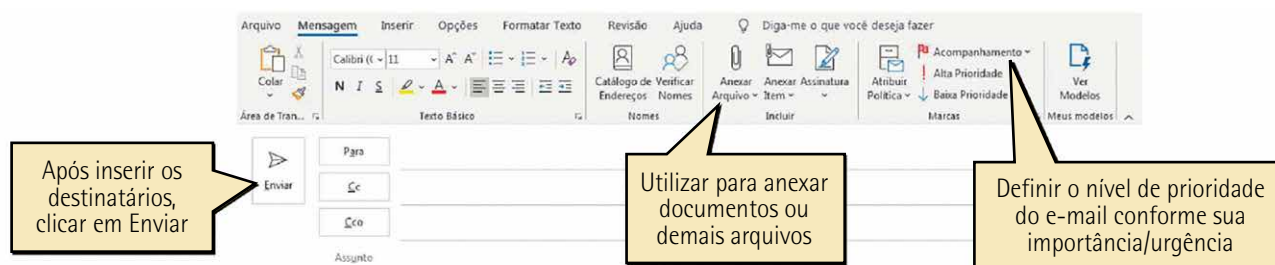 Arquivo Mensagem Inserir Opções Formatar Texto Revisão Ajuda Diga-me o que você deseja fazer
Calibri (( 11 A^ A˅ A
Colar
N I S A
Catálogo de Endereços
Verificar Nomes
Anexar Arquivo
Anexar Item
Assinatura
Atribuir Política
Acompanhamento
Alta Prioridade
Baixa Prioridade
Ver Modelos
Área de Tran... Texto Básico Nomes Incluir Marcas Meus modelos
Após inserir os
destinatários,
clicar em Enviar
Enviar
Para
Cc
Cco
Assunto
Utilizar para anexar
documentos ou
demais arquivos
Definir o nível de prioridade
do e-mail conforme sua
importância/urgência